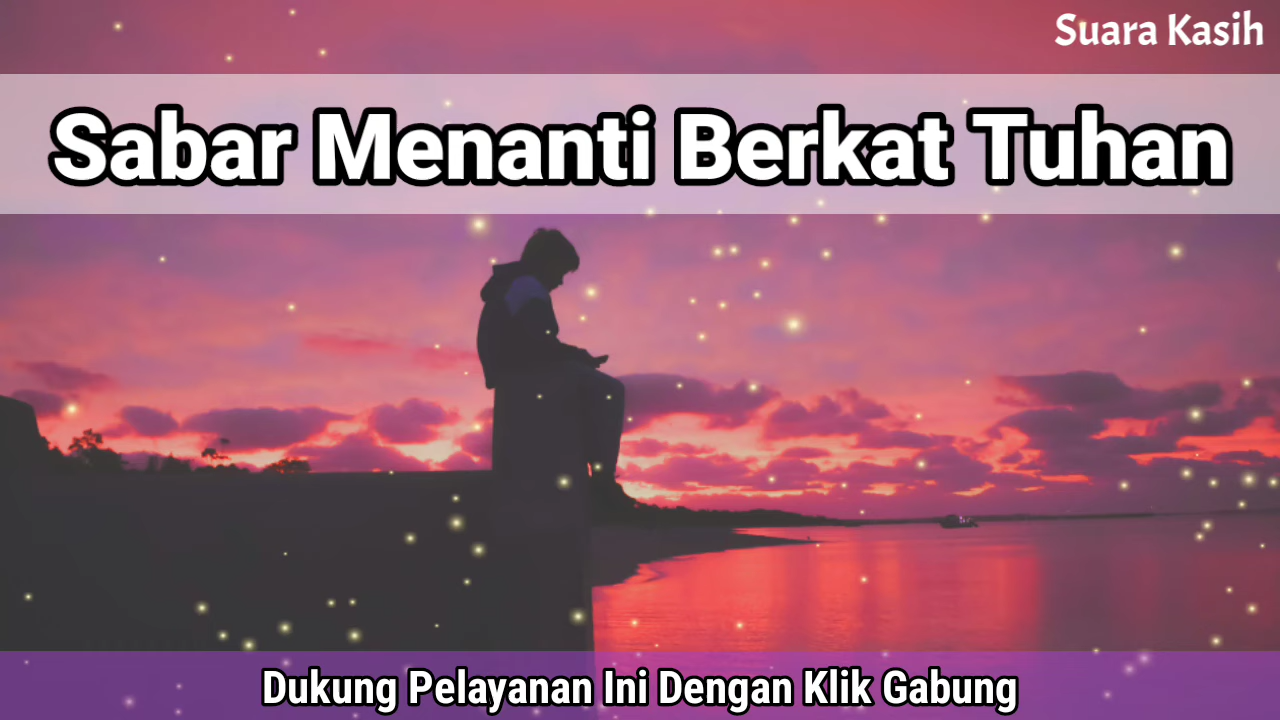 Suara Kasih
Sabar Menanti Berkat Tuhan
Dukung Pelayanan Ini Dengan Klik Gabung